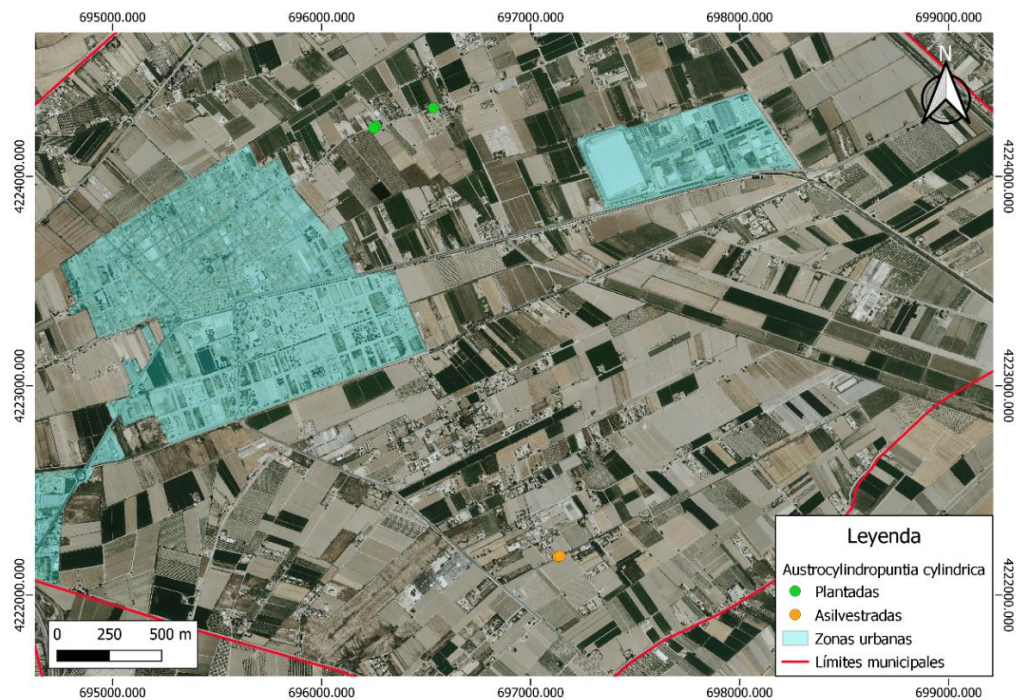 695000.000 696000.000 697000.000 698000.000 699000.000
N
4224000.000 4224000.000
4223000.000 4223000.000
4222000.000 4222000.000
Leyenda
Austrocylindropuntia cylindrica
Plantadas
Asilvestradas
Zonas urbanas
Límites municipales
0 250 500 m
695000.000 696000.000 697000.000 698000.000 699000.000